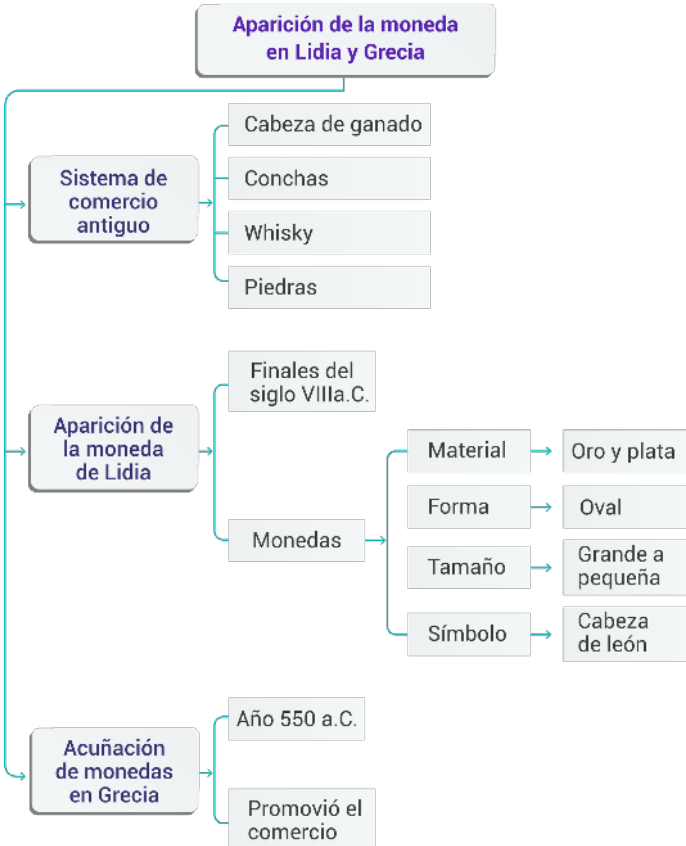 Aparición de la moneda
en Lidia y Grecia
Sistema de
comercio
antiguo
Cabeza de ganado
Conchas
Whisky
Piedras
Aparición de
la moneda
de Lidia
Finales del
siglo VIIIa.C.
Monedas
Material
Oro y plata
Forma
Oval
Tamaño
Grande a
pequeña
Símbolo
Cabeza
de león
Acuñación
de monedas
en Grecia
Año 550 a.C.
Promovió el
comercio